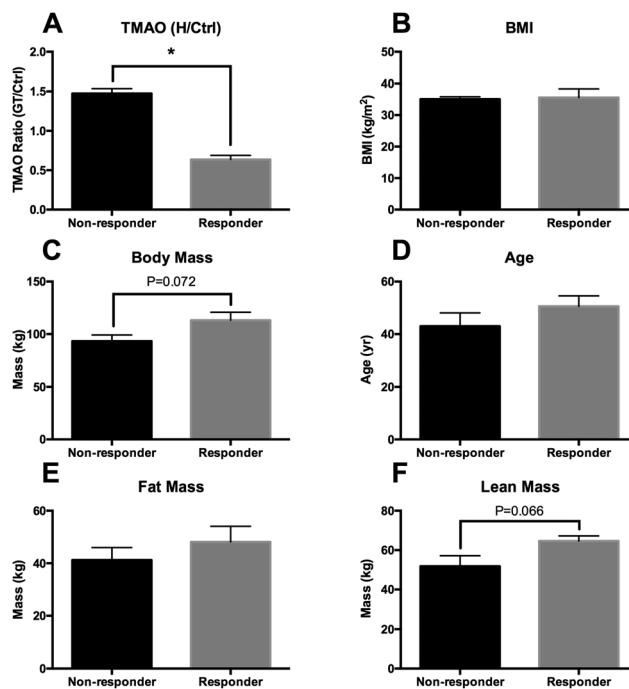 A
TMAO (H/Ctrl)
TMAO Ratio (GT/Ctrl)
2.0
1.5
1.0
0.5
0.0
*
Non-responder
Responder
B
BMI
BMI (kg/m²)
50
40
30
20
10
0
Non-responder
Responder
C
Body Mass
P=0.072
Mass (kg)
150
100
50
0
Non-responder
Responder
D
Age
Age (yr)
60
40
20
0
Non-responder
Responder
E
Fat Mass
Mass (kg)
60
40
20
0
Non-responder
Responder
F
Lean Mass
P=0.066
Mass (kg)
80
60
40
20
0
Non-responder
Responder